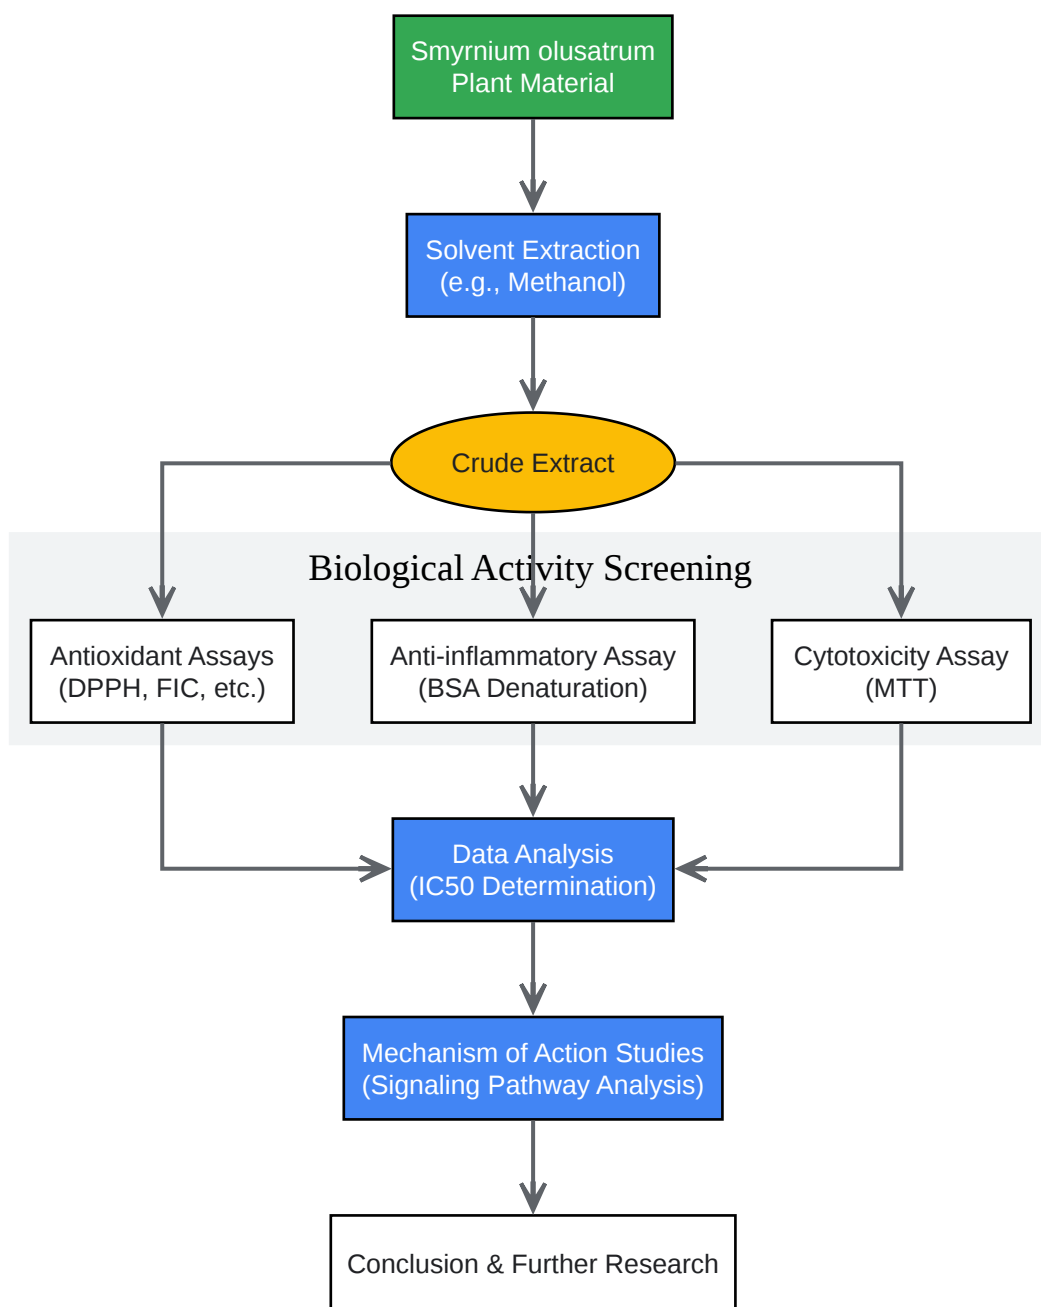 Smyrnium olusatrum
Plant Material
Solvent Extraction
(e.g., Methanol)
Crude Extract
Biological Activity Screening
Antioxidant Assays
(DPPH, FIC, etc.)
Anti-inflammatory Assay
(BSA Denaturation)
Cytotoxicity Assay
(MTT)
Data Analysis
(IC50 Determination)
Mechanism of Action Studies
(Signaling Pathway Analysis)
Conclusion & Further Research